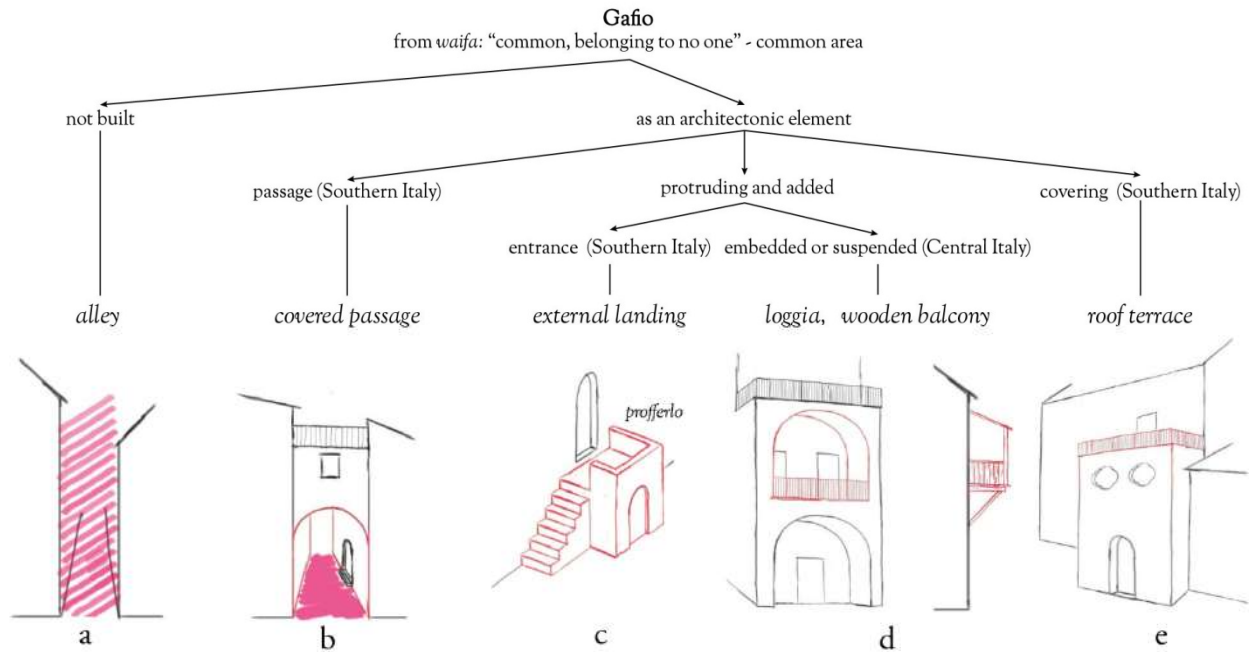 Gafio
from waifa: “common, belonging to no one” - common area
not built
as an architectonic element
passage (Southern Italy)
protruding and added
covering (Southern Italy)
entrance (Southern Italy)
embedded or suspended (Central Italy)
alley
covered passage
external landing
loggia, wooden balcony
roof terrace
profferlo
a
b
c
d
e